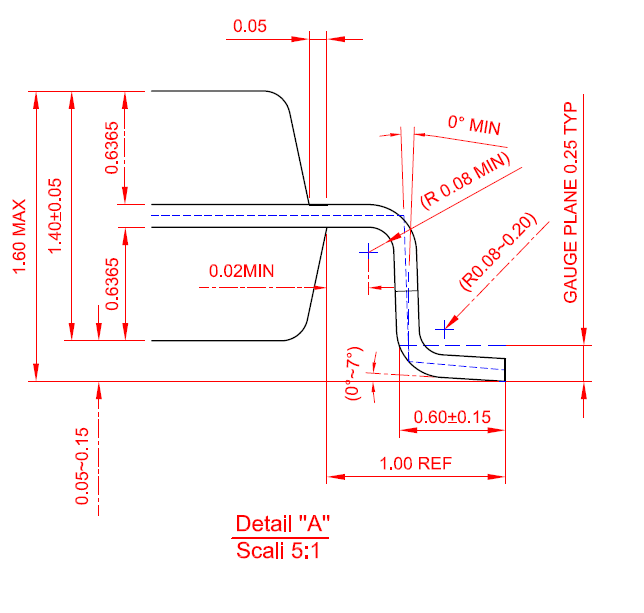 0.05
0° MIN
(R 0.08 MIN)
GAUGE PLANE 0.25 TYP
0.6365
1.60 MAX
1.40±0.05
(R0.08~0.20)
0.02MIN
0.6365
(0°~7°)
0.60±0.15
0.05~0.15
1.00 REF
Detail "A"
Scali 5:1